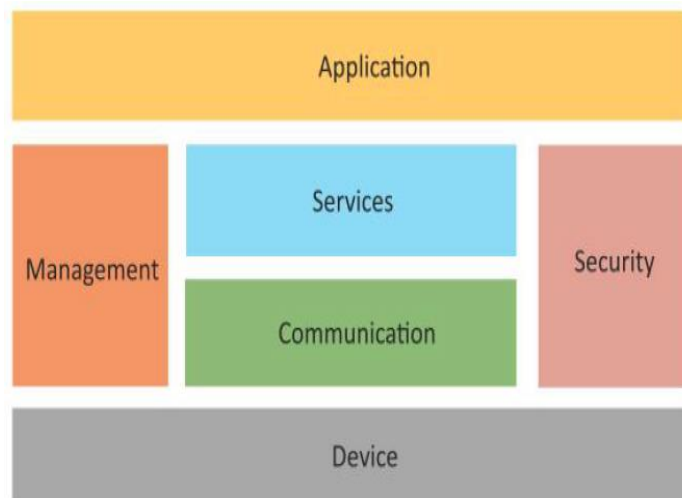 Application
Management
Services
Communication
Security
Device